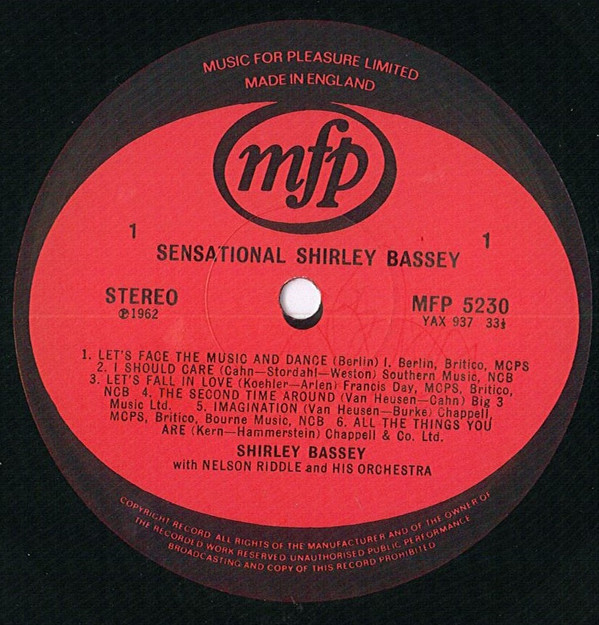 MUSIC FOR PLEASURE LIMITED
MADE IN ENGLAND
mfp
1
1
SENSATIONAL SHIRLEY BASSEY
STEREO
℗1962
MFP 5230
YAX 937 33⅓
1. LET'S FACE THE MUSIC AND DANCE (Berlin) I. Berlin, Britico, MCPS
2. I SHOULD CARE (Cahn—Stordahl—Weston) Southern Music, NCB
3. LET'S FALL IN LOVE (Koehler—Arlen) Francis Day, MCPS, Britico,
NCB 4. THE SECOND TIME AROUND (Van Heusen—Cahn) Big 3
Music Ltd. 5. IMAGINATION (Van Heusen—Burke) Chappell,
MCPS, Britico, Bourne Music, NCB 6. ALL THE THINGS YOU
ARE (Kern—Hammerstein) Chappell & Co. Ltd.
SHIRLEY BASSEY
with NELSON RIDDLE and HIS ORCHESTRA
COPYRIGHT RECORD. ALL RIGHTS OF THE MANUFACTURER AND OF THE OWNER OF
THE RECORDED WORK RESERVED. UNAUTHORISED PUBLIC PERFORMANCE
BROADCASTING AND COPY OF THIS RECORD PROHIBITED